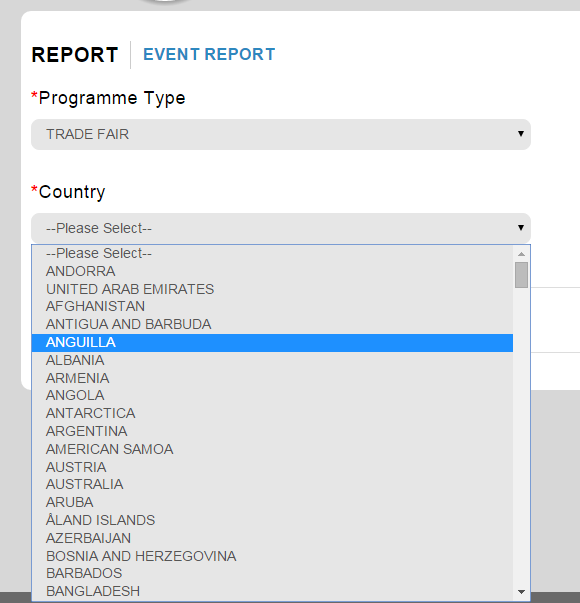 REPORT EVENT REPORT
*Programme Type
TRADE FAIR
*Country
--Please Select--
--Please Select--
ANDORRA
UNITED ARAB EMIRATES
AFGHANISTAN
ANTIGUA AND BARBUDA
ANGUILLA
ALBANIA
ARMENIA
ANGOLA
ANTARCTICA
ARGENTINA
AMERICAN SAMOA
AUSTRIA
AUSTRALIA
ARUBA
ÅLAND ISLANDS
AZERBAIJAN
BOSNIA AND HERZEGOVINA
BARBADOS
BANGLADESH